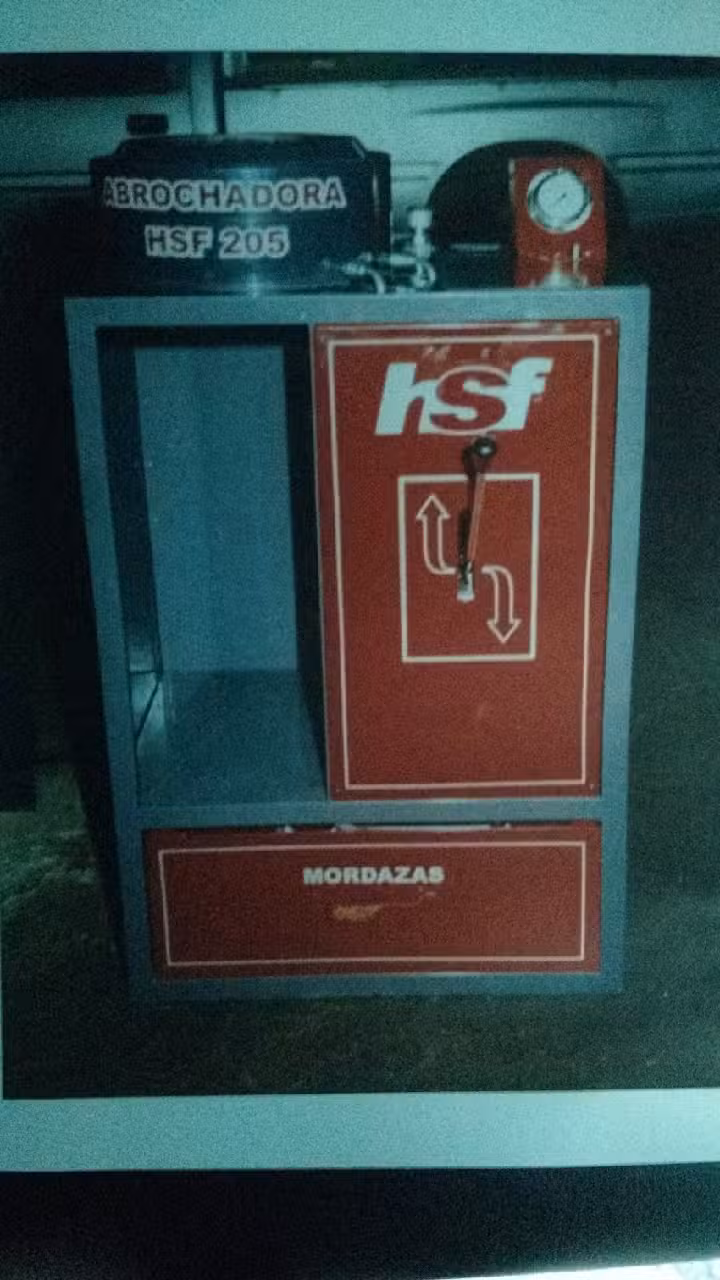 ABROCHADORA
HSF 205
hsf
MORDAZAS